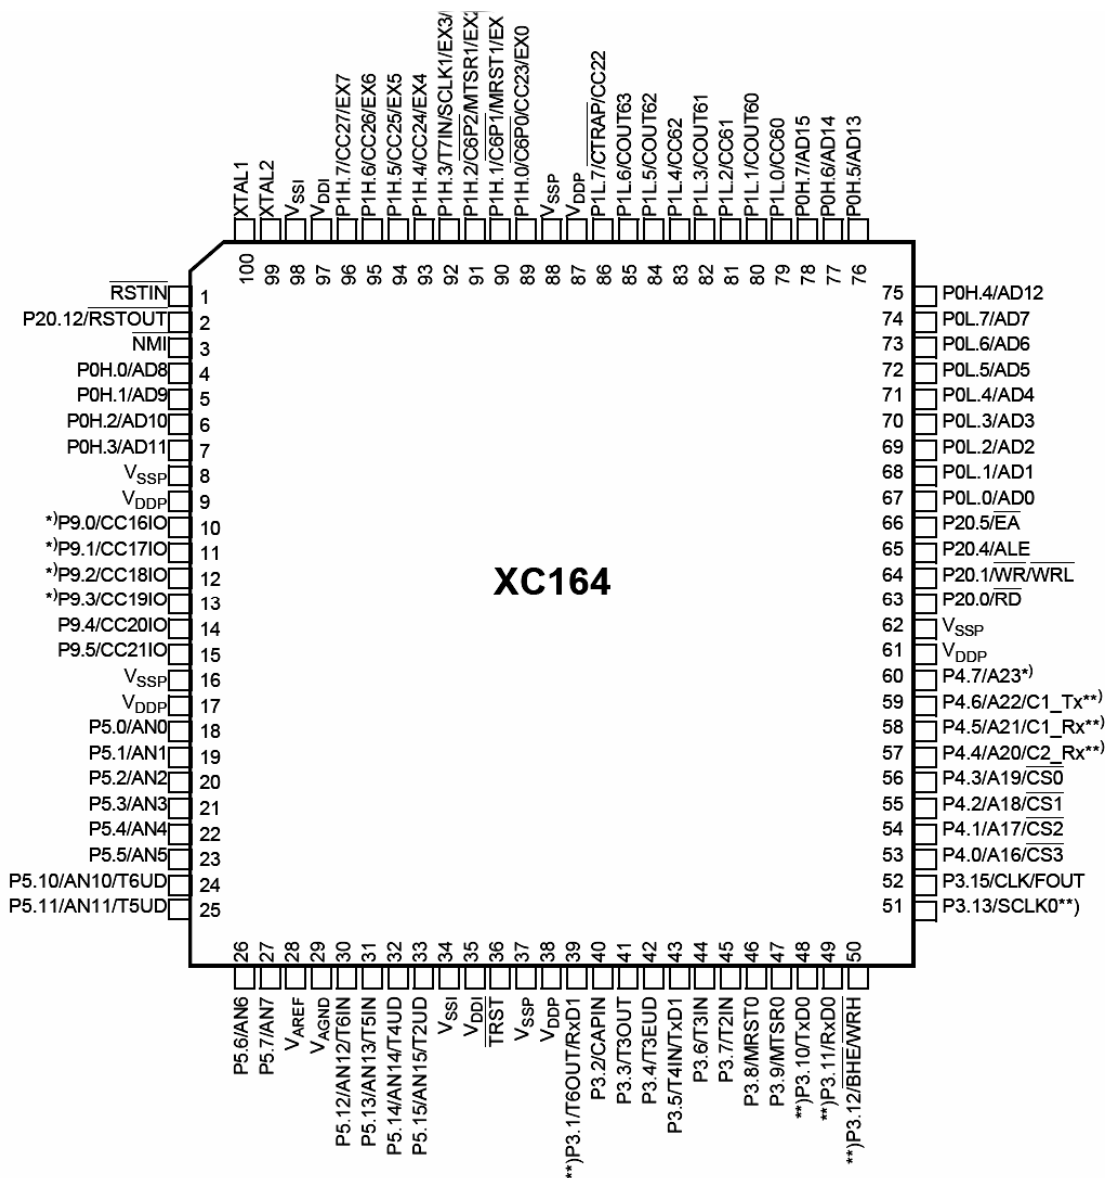 XTAL1
XTAL2
VSSI
VDDI
P1H.7/CC27/EX7
P1H.6/CC26/EX6
P1H.5/CC25/EX5
P1H.4/CC24/EX4
P1H.3/T7IN/SCLK1/EX3/
P1H.2/C6P2/MTSR1/EX2
P1H.1/C6P1/MRST1/EX
P1H.0/C6P0/CC23/EX0
VSSP
VDDP
P1L.7/CTRAP/CC22
P1L.6/COUT63
P1L.5/COUT62
P1L.4/CC62
P1L.3/COUT61
P1L.2/CC61
P1L.1/COUT60
P1L.0/CC60
P0H.7/AD15
P0H.6/AD14
P0H.5/AD13
100 99 98 97 96 95 94 93 92 91 90 89 88 87 86 85 84 83 82 81 80 79 78 77 76
RSTIN 1
P20.12/RSTOUT 2
NMI 3
P0H.0/AD8 4
P0H.1/AD9 5
P0H.2/AD10 6
P0H.3/AD11 7
VSSP 8
VDDP 9
*)P9.0/CC16IO 10
*)P9.1/CC17IO 11
*)P9.2/CC18IO 12
*)P9.3/CC19IO 13
P9.4/CC20IO 14
P9.5/CC21IO 15
VSSP 16
VDDP 17
P5.0/AN0 18
P5.1/AN1 19
P5.2/AN2 20
P5.3/AN3 21
P5.4/AN4 22
P5.5/AN5 23
P5.10/AN10/T6UD 24
P5.11/AN11/T5UD 25
XC164
75 P0H.4/AD12
74 P0L.7/AD7
73 P0L.6/AD6
72 P0L.5/AD5
71 P0L.4/AD4
70 P0L.3/AD3
69 P0L.2/AD2
68 P0L.1/AD1
67 P0L.0/AD0
66 P20.5/EA
65 P20.4/ALE
64 P20.1/WR/WRL
63 P20.0/RD
62 VSSP
61 VDDP
60 P4.7/A23*)
59 P4.6/A22/C1_Tx**)
58 P4.5/A21/C1_Rx**)
57 P4.4/A20/C2_Rx**)
56 P4.3/A19/CS0
55 P4.2/A18/CS1
54 P4.1/A17/CS2
53 P4.0/A16/CS3
52 P3.15/CLK/FOUT
51 P3.13/SCLK0**)
26 27 28 29 30 31 32 33 34 35 36 37 38 39 40 41 42 43 44 45 46 47 48 49 50
P5.6/AN6
P5.7/AN7
VAREF
VAGND
P5.12/AN12/T6IN
P5.13/AN13/T5IN
P5.14/AN14/T4UD
P5.15/AN15/T2UD
VSSI
VDDI
TRST
VSSP
VDDP
**)P3.1/T6OUT/RxD1
P3.2/CAPIN
P3.3/T3OUT
P3.4/T3EUD
P3.5/T4IN/TxD1
P3.6/T3IN
P3.7/T2IN
P3.8/MRST0
P3.9/MTSR0
**)P3.10/TxD0
**)P3.11/RxD0
**)P3.12/BHE/WRH